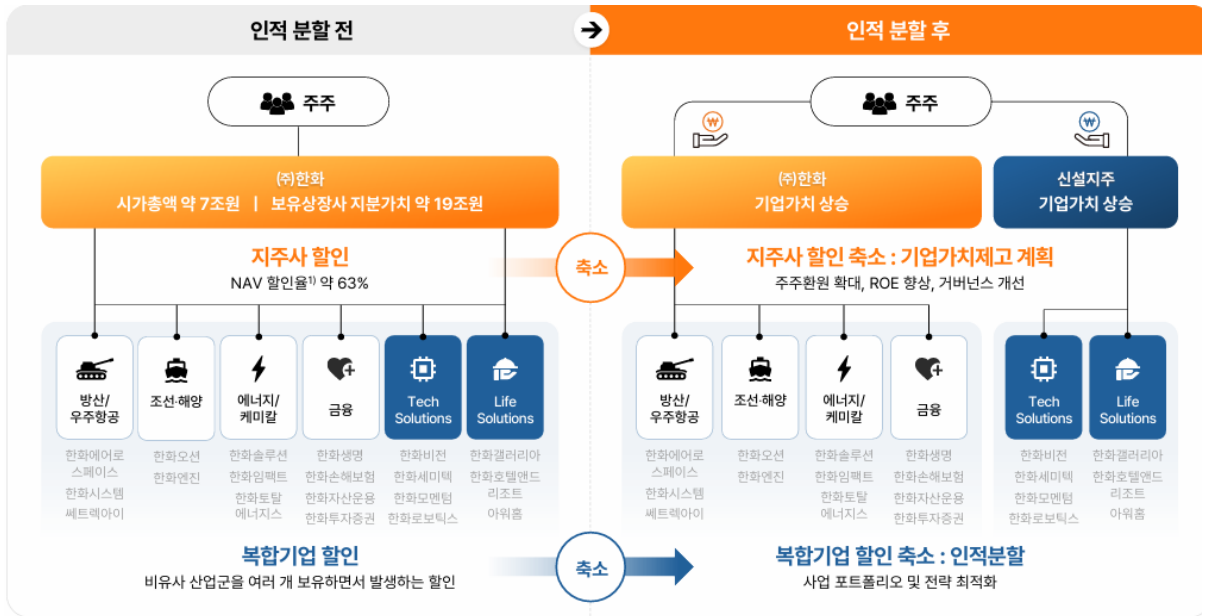 인적 분할 전
인적 분할 후
주주
(주)한화
시가총액 약 7조원 | 보유상장사 지분가치 약 19조원
지주사 할인
NAV 할인율1) 약 63%
방산/
우주항공
조선·해양
에너지/
케미칼
금융
Tech
Solutions
Life
Solutions
한화에어로
스페이스
한화시스템
쎄트렉아이
한화오션
한화엔진
한화솔루션
한화임팩트
한화토탈
에너지스
한화생명
한화손해보험
한화자산운용
한화투자증권
한화비전
한화세미텍
한화모멘텀
한화로보틱스
한화갤러리아
한화호텔앤드
리조트
아워홈
복합기업 할인
비유사 산업군을 여러 개 보유하면서 발생하는 할인
축소
축소
주주
₩
₩
(주)한화
기업가치 상승
신설지주
기업가치 상승
지주사 할인 축소 : 기업가치제고 계획
주주환원 확대, ROE 향상, 거버넌스 개선
방산/
우주항공
조선·해양
에너지/
케미칼
금융
Tech
Solutions
Life
Solutions
한화에어로
스페이스
한화시스템
쎄트렉아이
한화오션
한화엔진
한화솔루션
한화임팩트
한화토탈
에너지스
한화생명
한화손해보험
한화자산운용
한화투자증권
한화비전
한화세미텍
한화모멘텀
한화로보틱스
한화갤러리아
한화호텔앤드
리조트
아워홈
복합기업 할인 축소 : 인적분할
사업 포트폴리오 및 전략 최적화